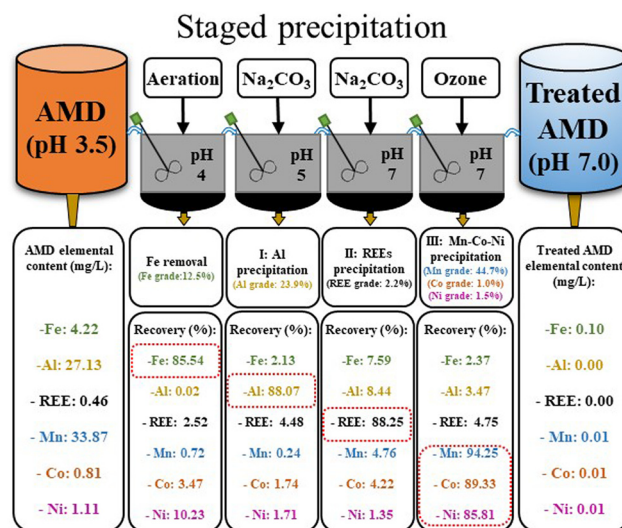 Staged precipitation
AMD
(pH 3.5)
Aeration
Na₂CO₃
Na₂CO₃
Ozone
Treated
AMD
(pH 7.0)
pH
4
pH
5
pH
7
pH
7
AMD elemental
content (mg/L):
-Fe: 4.22
-Al: 27.13
- REE: 0.46
- Mn: 33.87
- Co: 0.81
- Ni: 1.11
Fe removal
(Fe grade:12.5%)
Recovery (%):
-Fe: 85.54
-Al: 0.02
- REE: 2.52
- Mn: 0.72
- Co: 3.47
- Ni: 10.23
I: Al
precipitation
(Al grade: 23.9%)
Recovery (%):
-Fe: 2.13
-Al: 88.07
- REE: 4.48
- Mn: 0.24
- Co: 1.74
- Ni: 1.71
II: REEs
precipitation
(REE grade: 2.2%)
Recovery (%):
-Fe: 7.59
-Al: 8.44
- REE: 88.25
- Mn: 4.76
- Co: 4.22
- Ni: 1.35
III: Mn-Co-Ni
precipitation
(Mn grade: 44.7%)
(Co grade: 1.0%)
(Ni grade: 1.5%)
Recovery (%):
-Fe: 2.37
-Al: 3.47
- REE: 4.75
- Mn: 94.25
- Co: 89.33
- Ni: 85.81
Treated AMD
elemental content
(mg/L):
-Fe: 0.10
-Al: 0.00
- REE: 0.00
- Mn: 0.01
- Co: 0.01
- Ni: 0.01